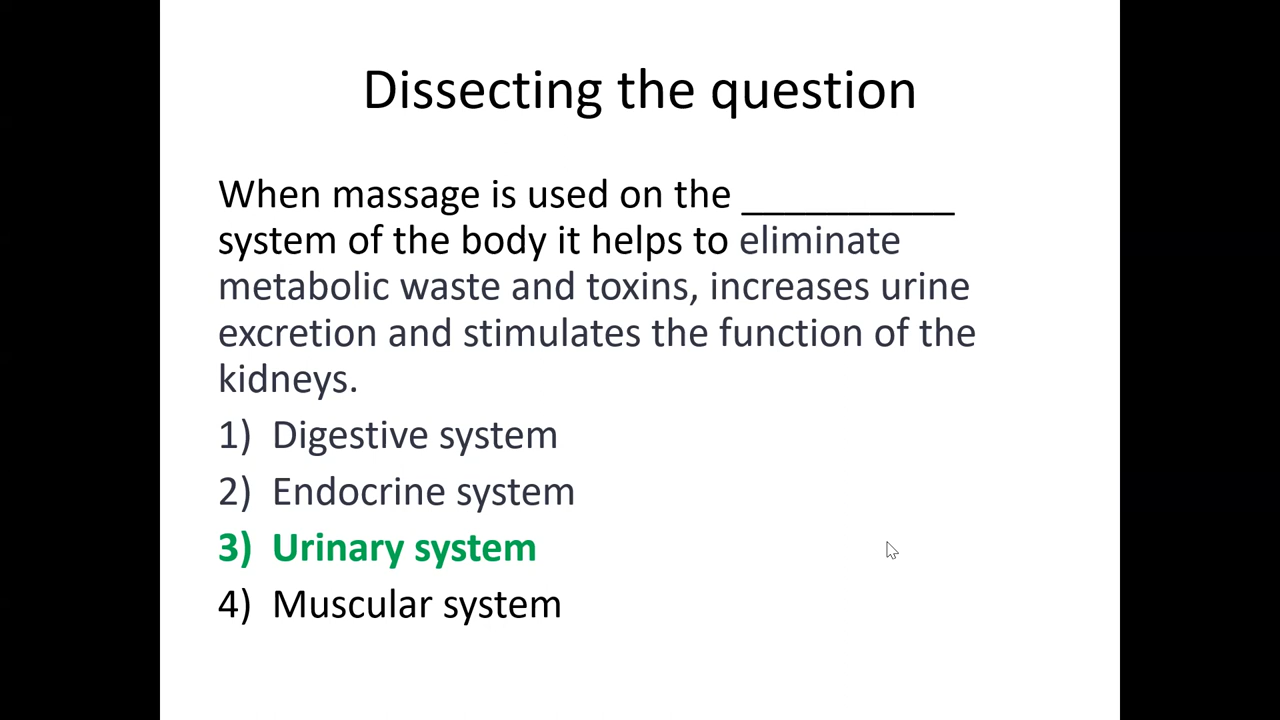 Dissecting the question
When massage is used on the __________
system of the body it helps to eliminate
metabolic waste and toxins, increases urine
excretion and stimulates the function of the
kidneys.
1) Digestive system
2) Endocrine system
3) Urinary system
4) Muscular system